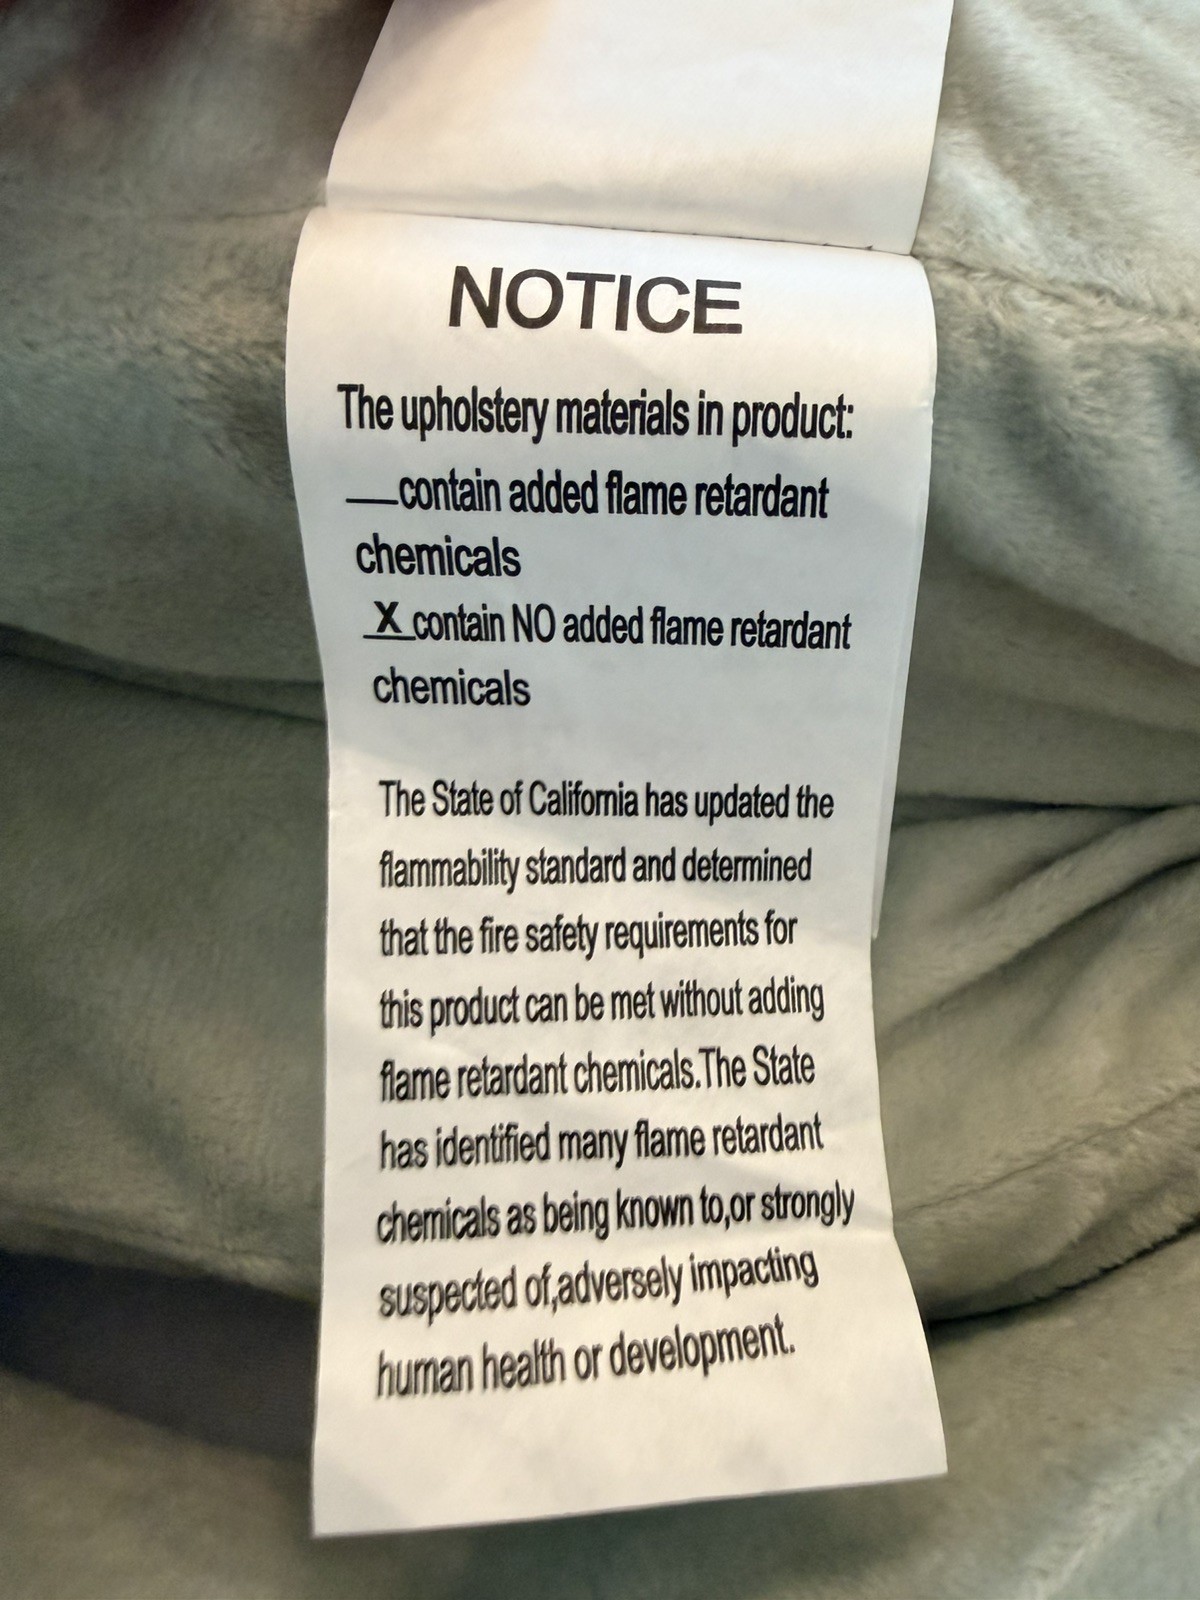 NOTICE
The upholstery materials in product:
__contain added flame retardant
chemicals
_X_contain NO added flame retardant
chemicals
The State of California has updated the
flammability standard and determined
that the fire safety requirements for
this product can be met without adding
flame retardant chemicals.The State
has identified many flame retardant
chemicals as being known to,or strongly
suspected of,adversely impacting
human health or development.